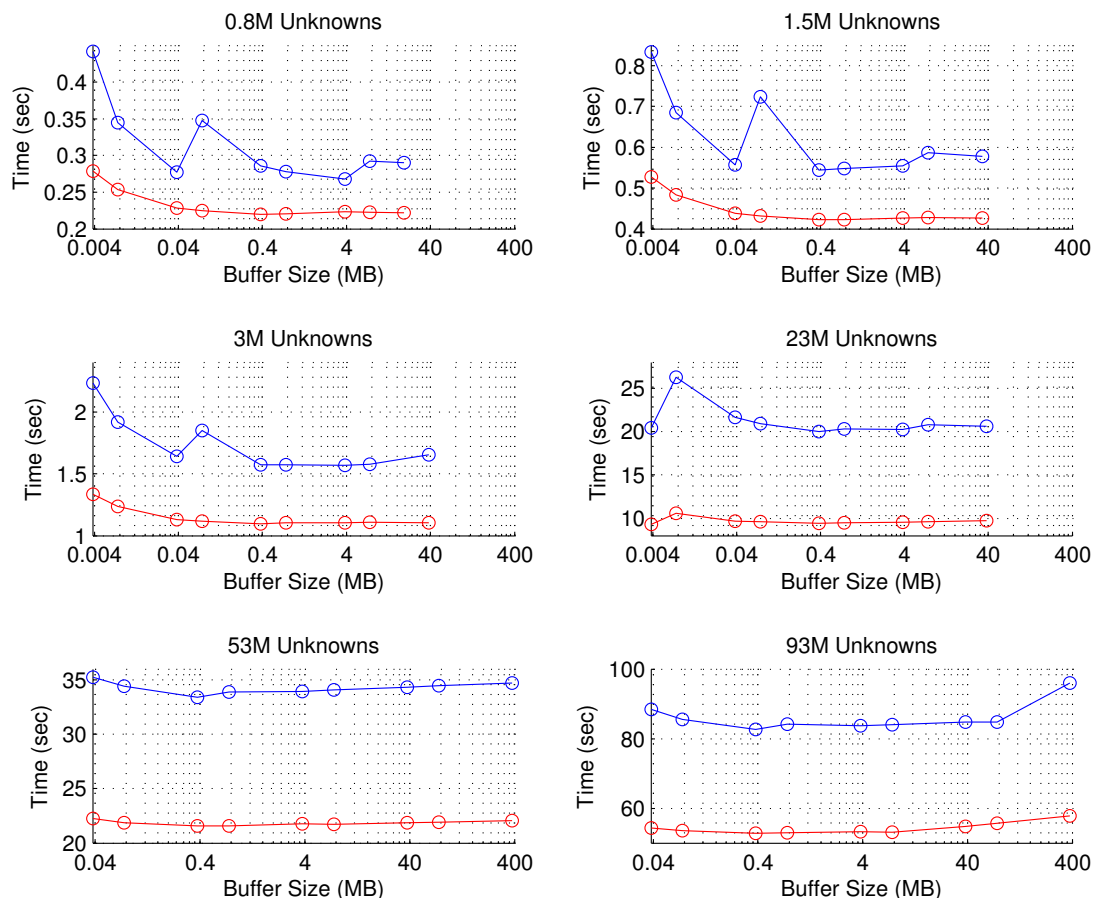 0.8M Unknowns
Time (sec)
0.4
0.35
0.3
0.25
0.2
0.004 0.04 0.4 4 40 400
Buffer Size (MB)
1.5M Unknowns
Time (sec)
0.8
0.7
0.6
0.5
0.4
0.004 0.04 0.4 4 40 400
Buffer Size (MB)
3M Unknowns
Time (sec)
2
1.5
1
0.004 0.04 0.4 4 40 400
Buffer Size (MB)
23M Unknowns
Time (sec)
25
20
15
10
0.004 0.04 0.4 4 40 400
Buffer Size (MB)
53M Unknowns
Time (sec)
35
30
25
20
0.04 0.4 4 40 400
Buffer Size (MB)
93M Unknowns
Time (sec)
100
80
60
0.04 0.4 4 40 400
Buffer Size (MB)